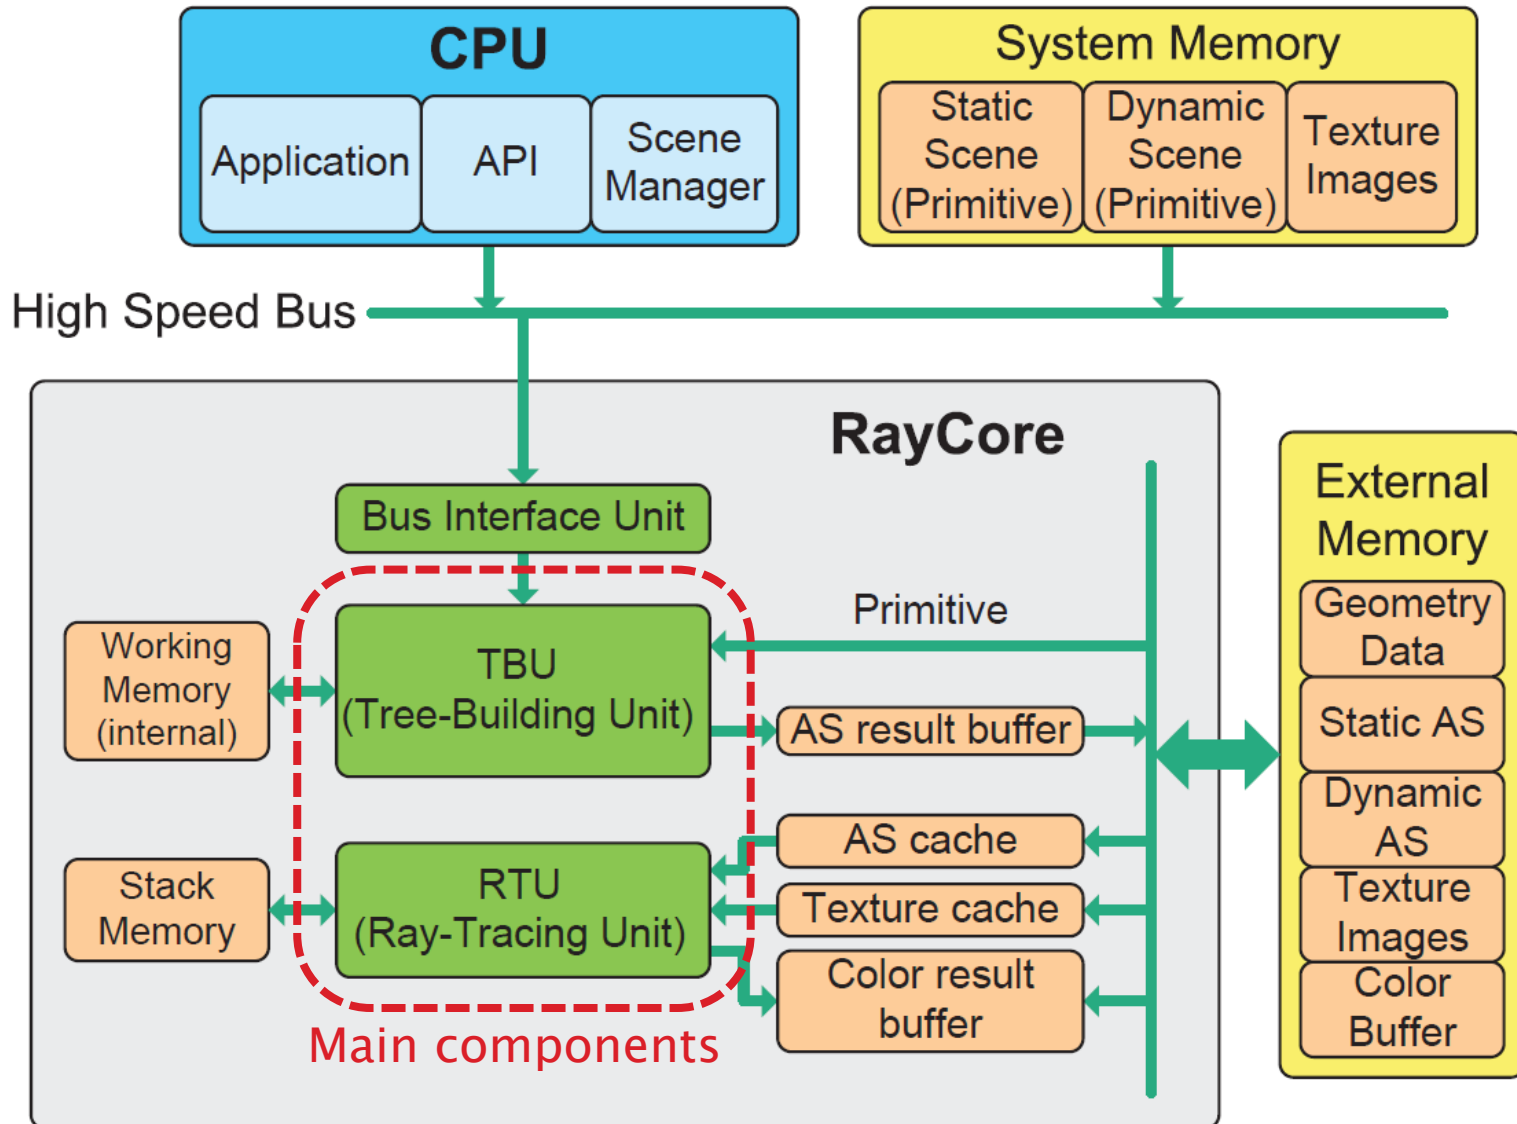 CPU
Application
API
Scene
Manager
System Memory
Static
Scene
(Primitive)
Dynamic
Scene
(Primitive)
Texture
Images
High Speed Bus
RayCore
Bus Interface Unit
Working
Memory
(internal)
TBU
(Tree-Building Unit)
Primitive
AS result buffer
Stack
Memory
RTU
(Ray-Tracing Unit)
AS cache
Texture cache
Color result
buffer
Main components
External
Memory
Geometry
Data
Static AS
Dynamic
AS
Texture
Images
Color
Buffer